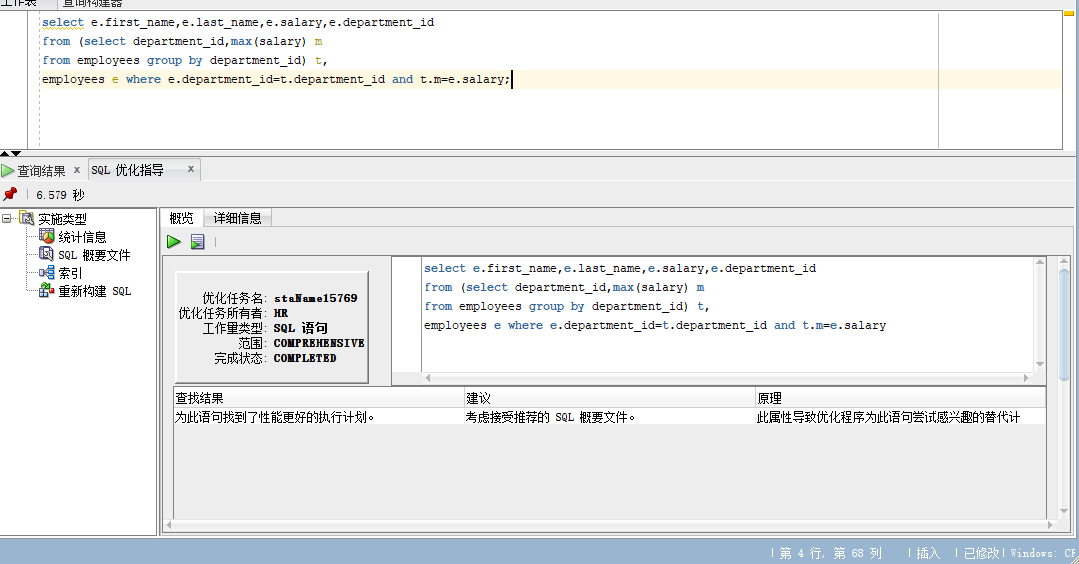 工作表 查询构建器
select e.first_name,e.last_name,e.salary,e.department_id
from (select department_id,max(salary) m
from employees group by department_id) t,
employees e where e.department_id=t.department_id and t.m=e.salary;
查询结果 x SQL 优化指导 x
6.579 秒
实施类型
统计信息
SQL 概要文件
索引
重新构建 SQL
概览 详细信息
优化任务名: staName15769
优化任务所有者: HR
工作量类型: SQL 语句
范围: COMPREHENSIVE
完成状态: COMPLETED
select e.first_name,e.last_name,e.salary,e.department_id
from (select department_id,max(salary) m
from employees group by department_id) t,
employees e where e.department_id=t.department_id and t.m=e.salary
查找结果 建议 原理
为此语句找到了性能更好的执行计划。 考虑接受推荐的 SQL 概要文件。 此属性导致优化程序为此语句尝试感兴趣的替代计
第 4 行, 第 68 列 插入 已修改 Windows: CR